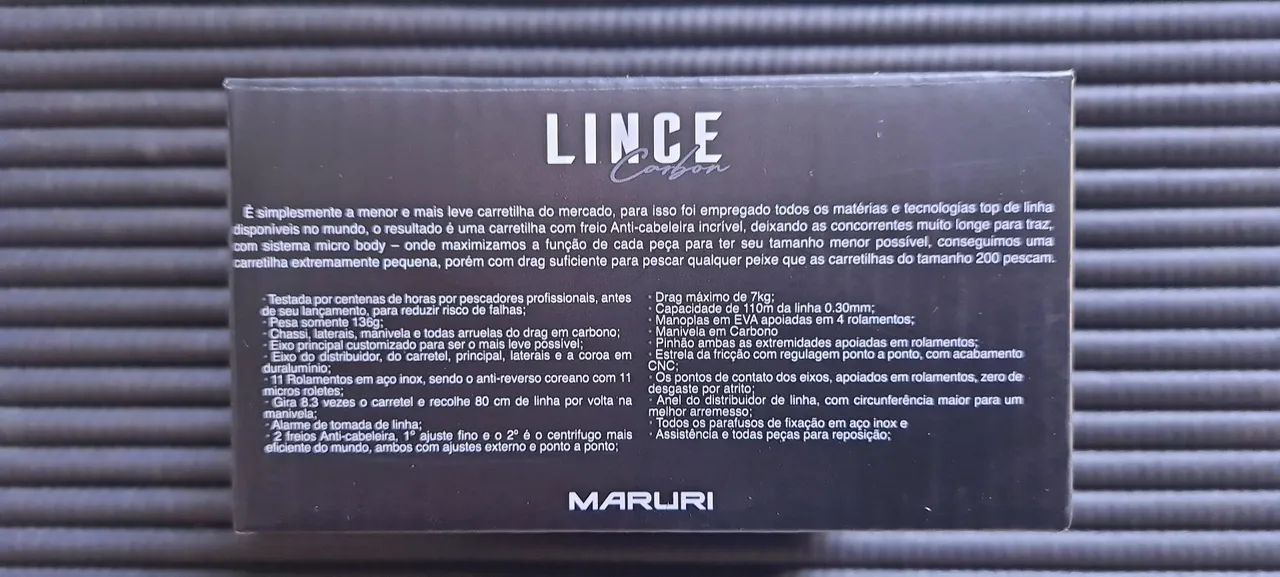 LINCE
Carbon
É simplesmente a menor e mais leve carretilha do mercado, para isso foi empregado todos os matérias e tecnologias top de linha
disponíveis no mundo, o resultado é uma carretilha com freio Anti-cabeleira incrível, deixando as concorrentes muito longe para traz,
com sistema micro body – onde maximizamos a função de cada peça para ter seu tamanho menor possível, conseguimos uma
carretilha extremamente pequena, porém com drag suficiente para pescar qualquer peixe que as carretilhas do tamanho 200 pescam.
· Testada por centenas de horas por pescadores profissionais, antes
de seu lançamento, para reduzir risco de falhas;
· Pesa somente 136g;
· Chassi, laterais, manivela e todas arruelas do drag em carbono;
· Eixo principal customizado para ser o mais leve possível;
· Eixo do distribuidor, do carretel, principal, laterais e a coroa em
duralumínio;
· 11 Rolamentos em aço inox, sendo o anti-reverso coreano com 11
micros roletes;
· Gira 8.3 vezes o carretel e recolhe 80 cm de linha por volta na
manivela;
· Alarme de tomada de linha;
· 2 freios Anti-cabeleira, 1º ajuste fino e o 2º é o centrifugo mais
eficiente do mundo, ambos com ajustes externo e ponto a ponto;
· Drag máximo de 7kg;
· Capacidade de 110m da linha 0.30mm;
· Manoplas em EVA apoiadas em 4 rolamentos;
· Manivela em Carbono
· Pinhão ambas as extremidades apoiadas em rolamentos;
· Estrela da fricção com regulagem ponto a ponto, com acabamento
CNC;
· Os pontos de contato dos eixos, apoiados em rolamentos, zero de
desgaste por atrito;
· Anel do distribuidor de linha, com circunferência maior para um
melhor arremesso;
· Todos os parafusos de fixação em aço inox e
· Assistência e todas peças para reposição;
MARURI